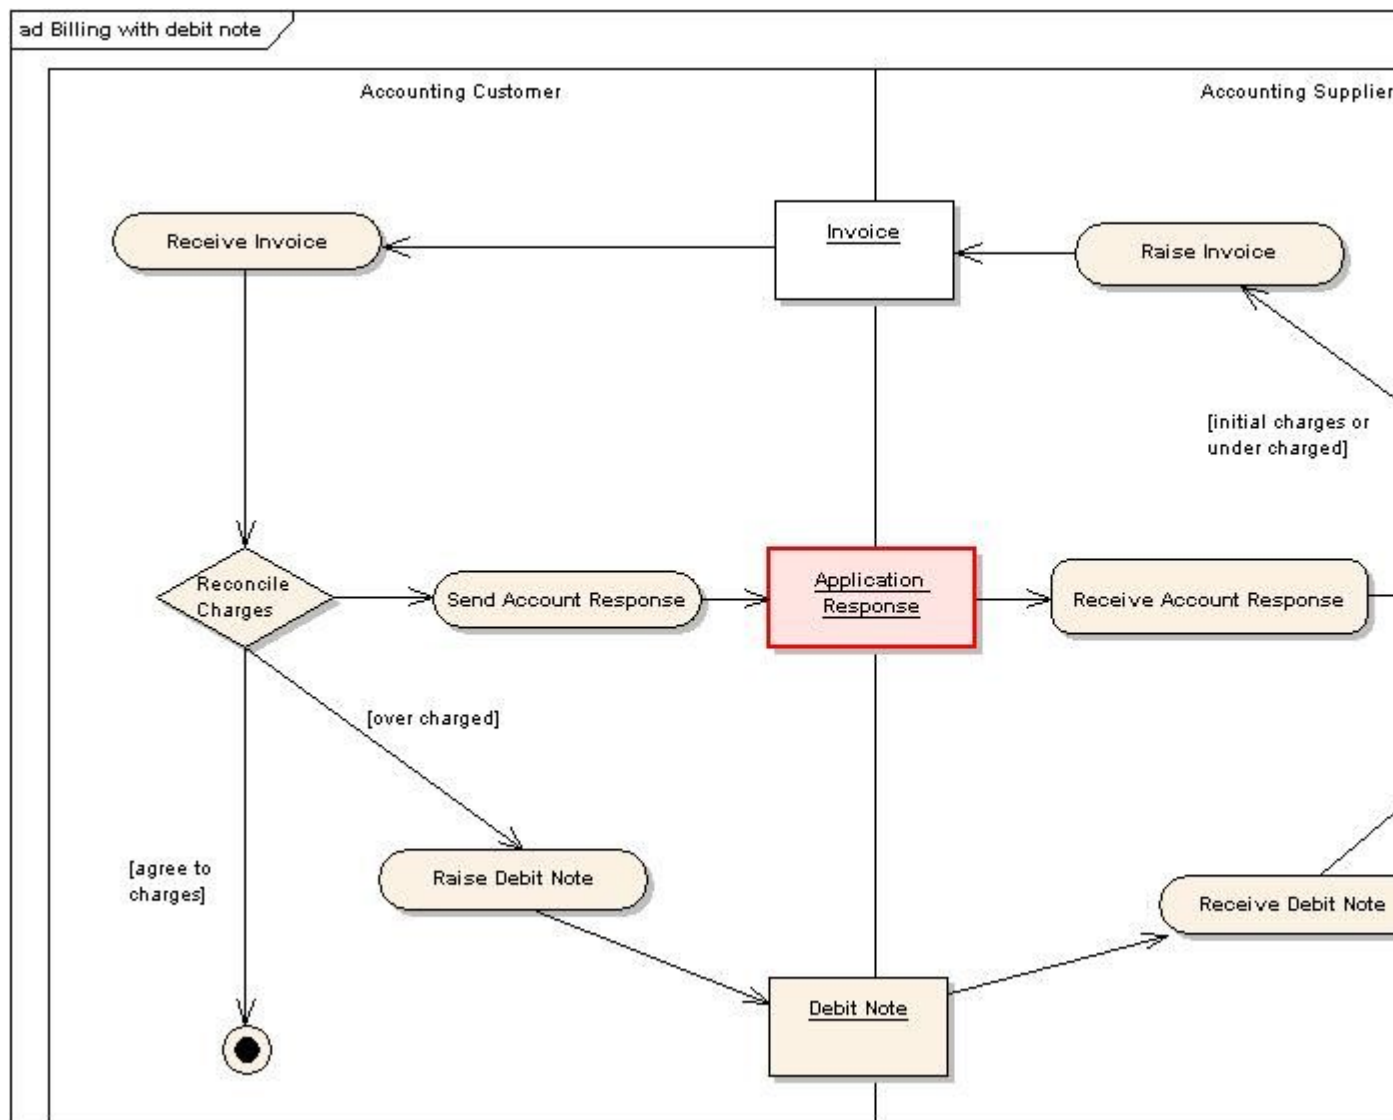 ad Billing with debit note
Accounting Customer
Accounting Supplier
Receive Invoice
Invoice
Raise Invoice
[initial charges or
under charged]
Reconcile
Charges
Send Account Response
Application
Response
Receive Account Response
[over charged]
[agree to
charges]
Raise Debit Note
Receive Debit Note
Debit Note